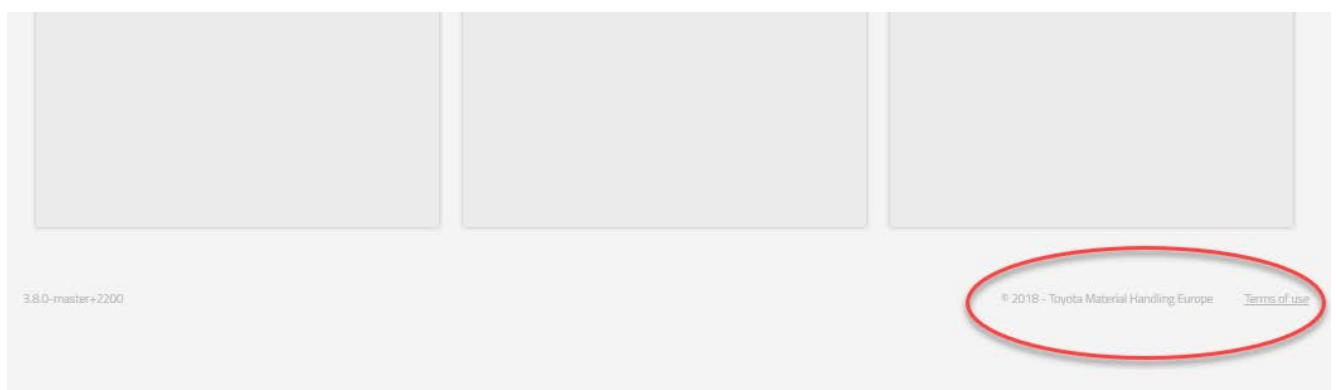 3.8.0-master+2200
© 2018 - Toyota Material Handling Europe Terms of use